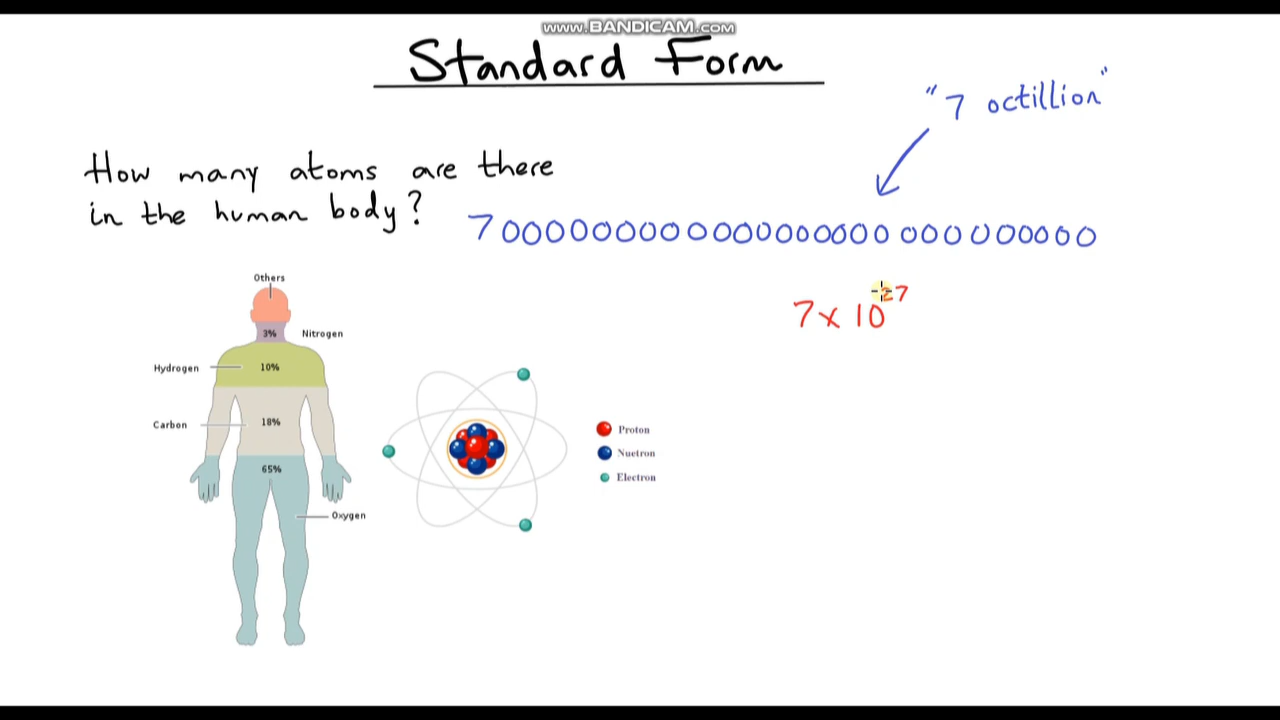 www.BANDICAM.com
Standard Form
"7 octillion"
How many atoms are there
in the human body?
7000000000000000000000000000
7 x 10^27
Others
3% Nitrogen
Hydrogen 10%
Carbon 18%
65%
Oxygen
Proton
Nuetron
Electron